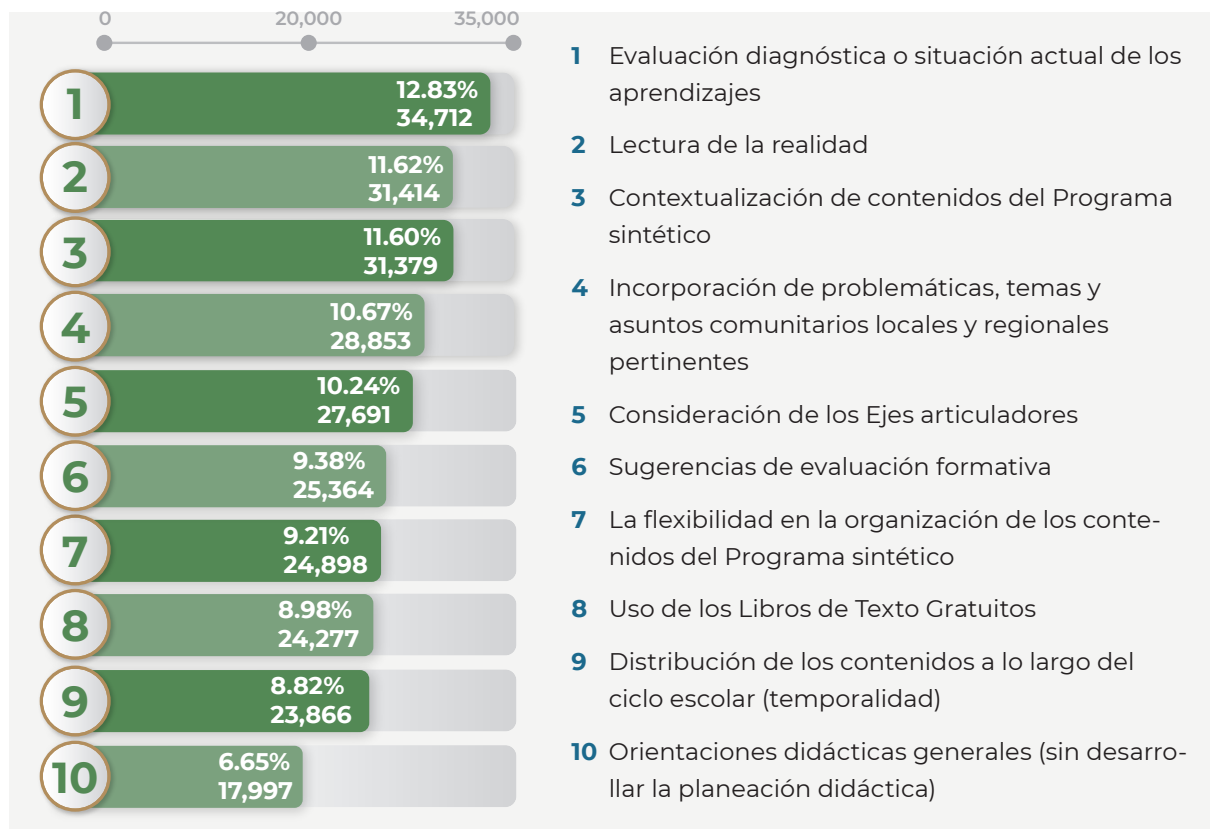 0 20,000 35,000
1
12.83%
34,712
2
11.62%
31,414
3
11.60%
31,379
4
10.67%
28,853
5
10.24%
27,691
6
9.38%
25,364
7
9.21%
24,898
8
8.98%
24,277
9
8.82%
23,866
10
6.65%
17,997
1 Evaluación diagnóstica o situación actual de los
aprendizajes
2 Lectura de la realidad
3 Contextualización de contenidos del Programa
sintético
4 Incorporación de problemáticas, temas y
asuntos comunitarios locales y regionales
pertinentes
5 Consideración de los Ejes articuladores
6 Sugerencias de evaluación formativa
7 La flexibilidad en la organización de los conte-
nidos del Programa sintético
8 Uso de los Libros de Texto Gratuitos
9 Distribución de los contenidos a lo largo del
ciclo escolar (temporalidad)
10 Orientaciones didácticas generales (sin desarro-
llar la planeación didáctica)